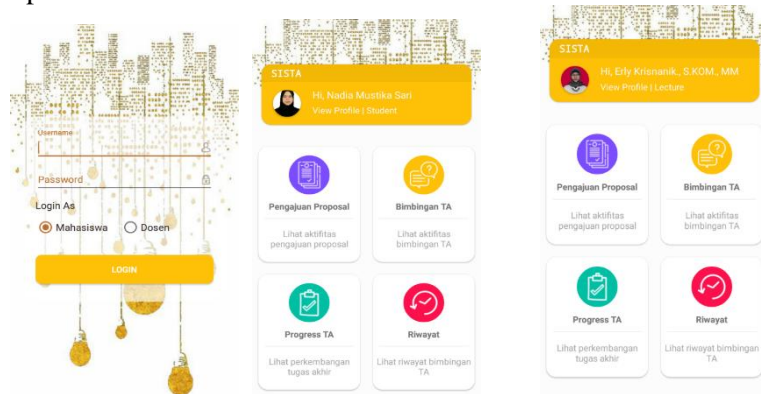 Username
Password
Login As
Mahasiswa
Dosen
LOGIN
SISTA
Hi, Nadia Mustika Sari
View Profile | Student
Pengajuan Proposal
Lihat aktifitas
pengajuan proposal
Bimbingan TA
Lihat aktifitas
bimbingan TA
Progress TA
Lihat perkembangan
tugas akhir
Riwayat
Lihat riwayat bimbingan
TA
SISTA
Hi, Erly Krisnanik., S.KOM., MM
View Profile | Lecture
Pengajuan Proposal
Lihat aktifitas
pengajuan proposal
Bimbingan TA
Lihat aktifitas
bimbingan TA
Progress TA
Lihat perkembangan
tugas akhir
Riwayat
Lihat riwayat bimbingan
TA